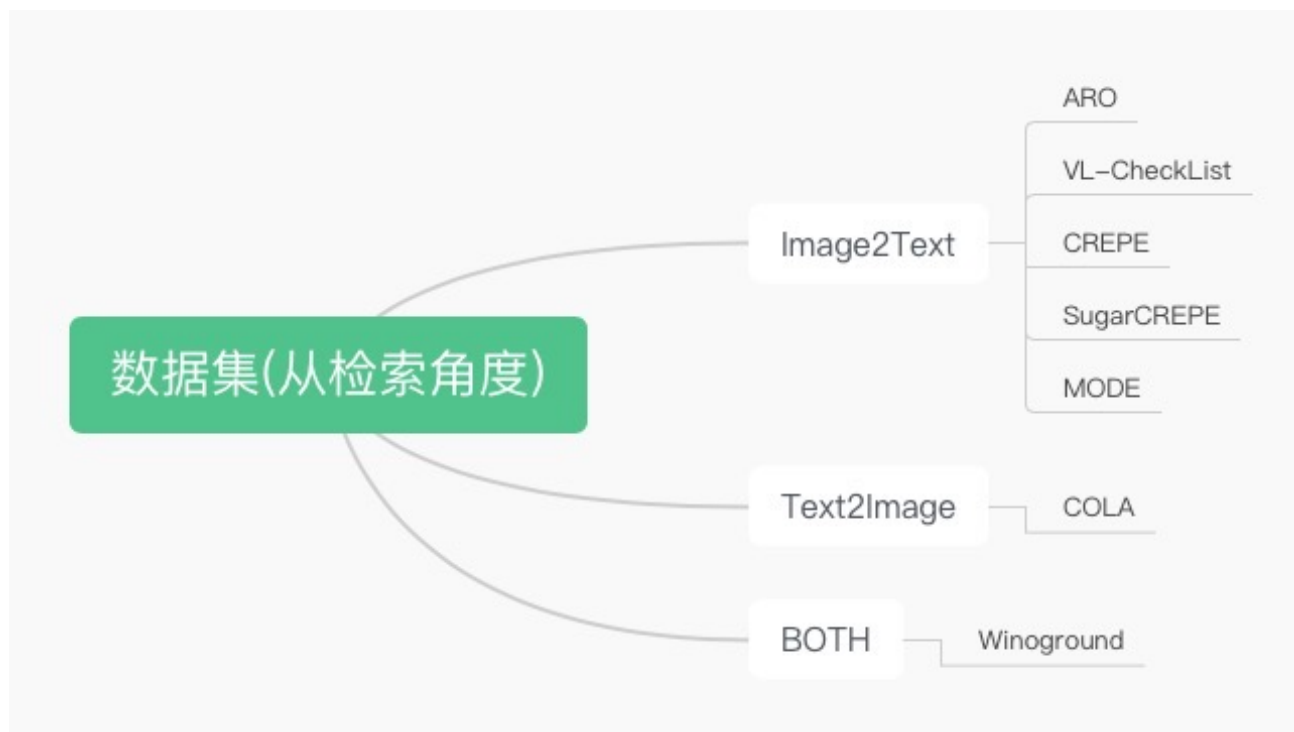 数据集(从检索角度)
Image2Text
ARO
VL-CheckList
CREPE
SugarCREPE
MODE
Text2Image
COLA
BOTH
Winoground